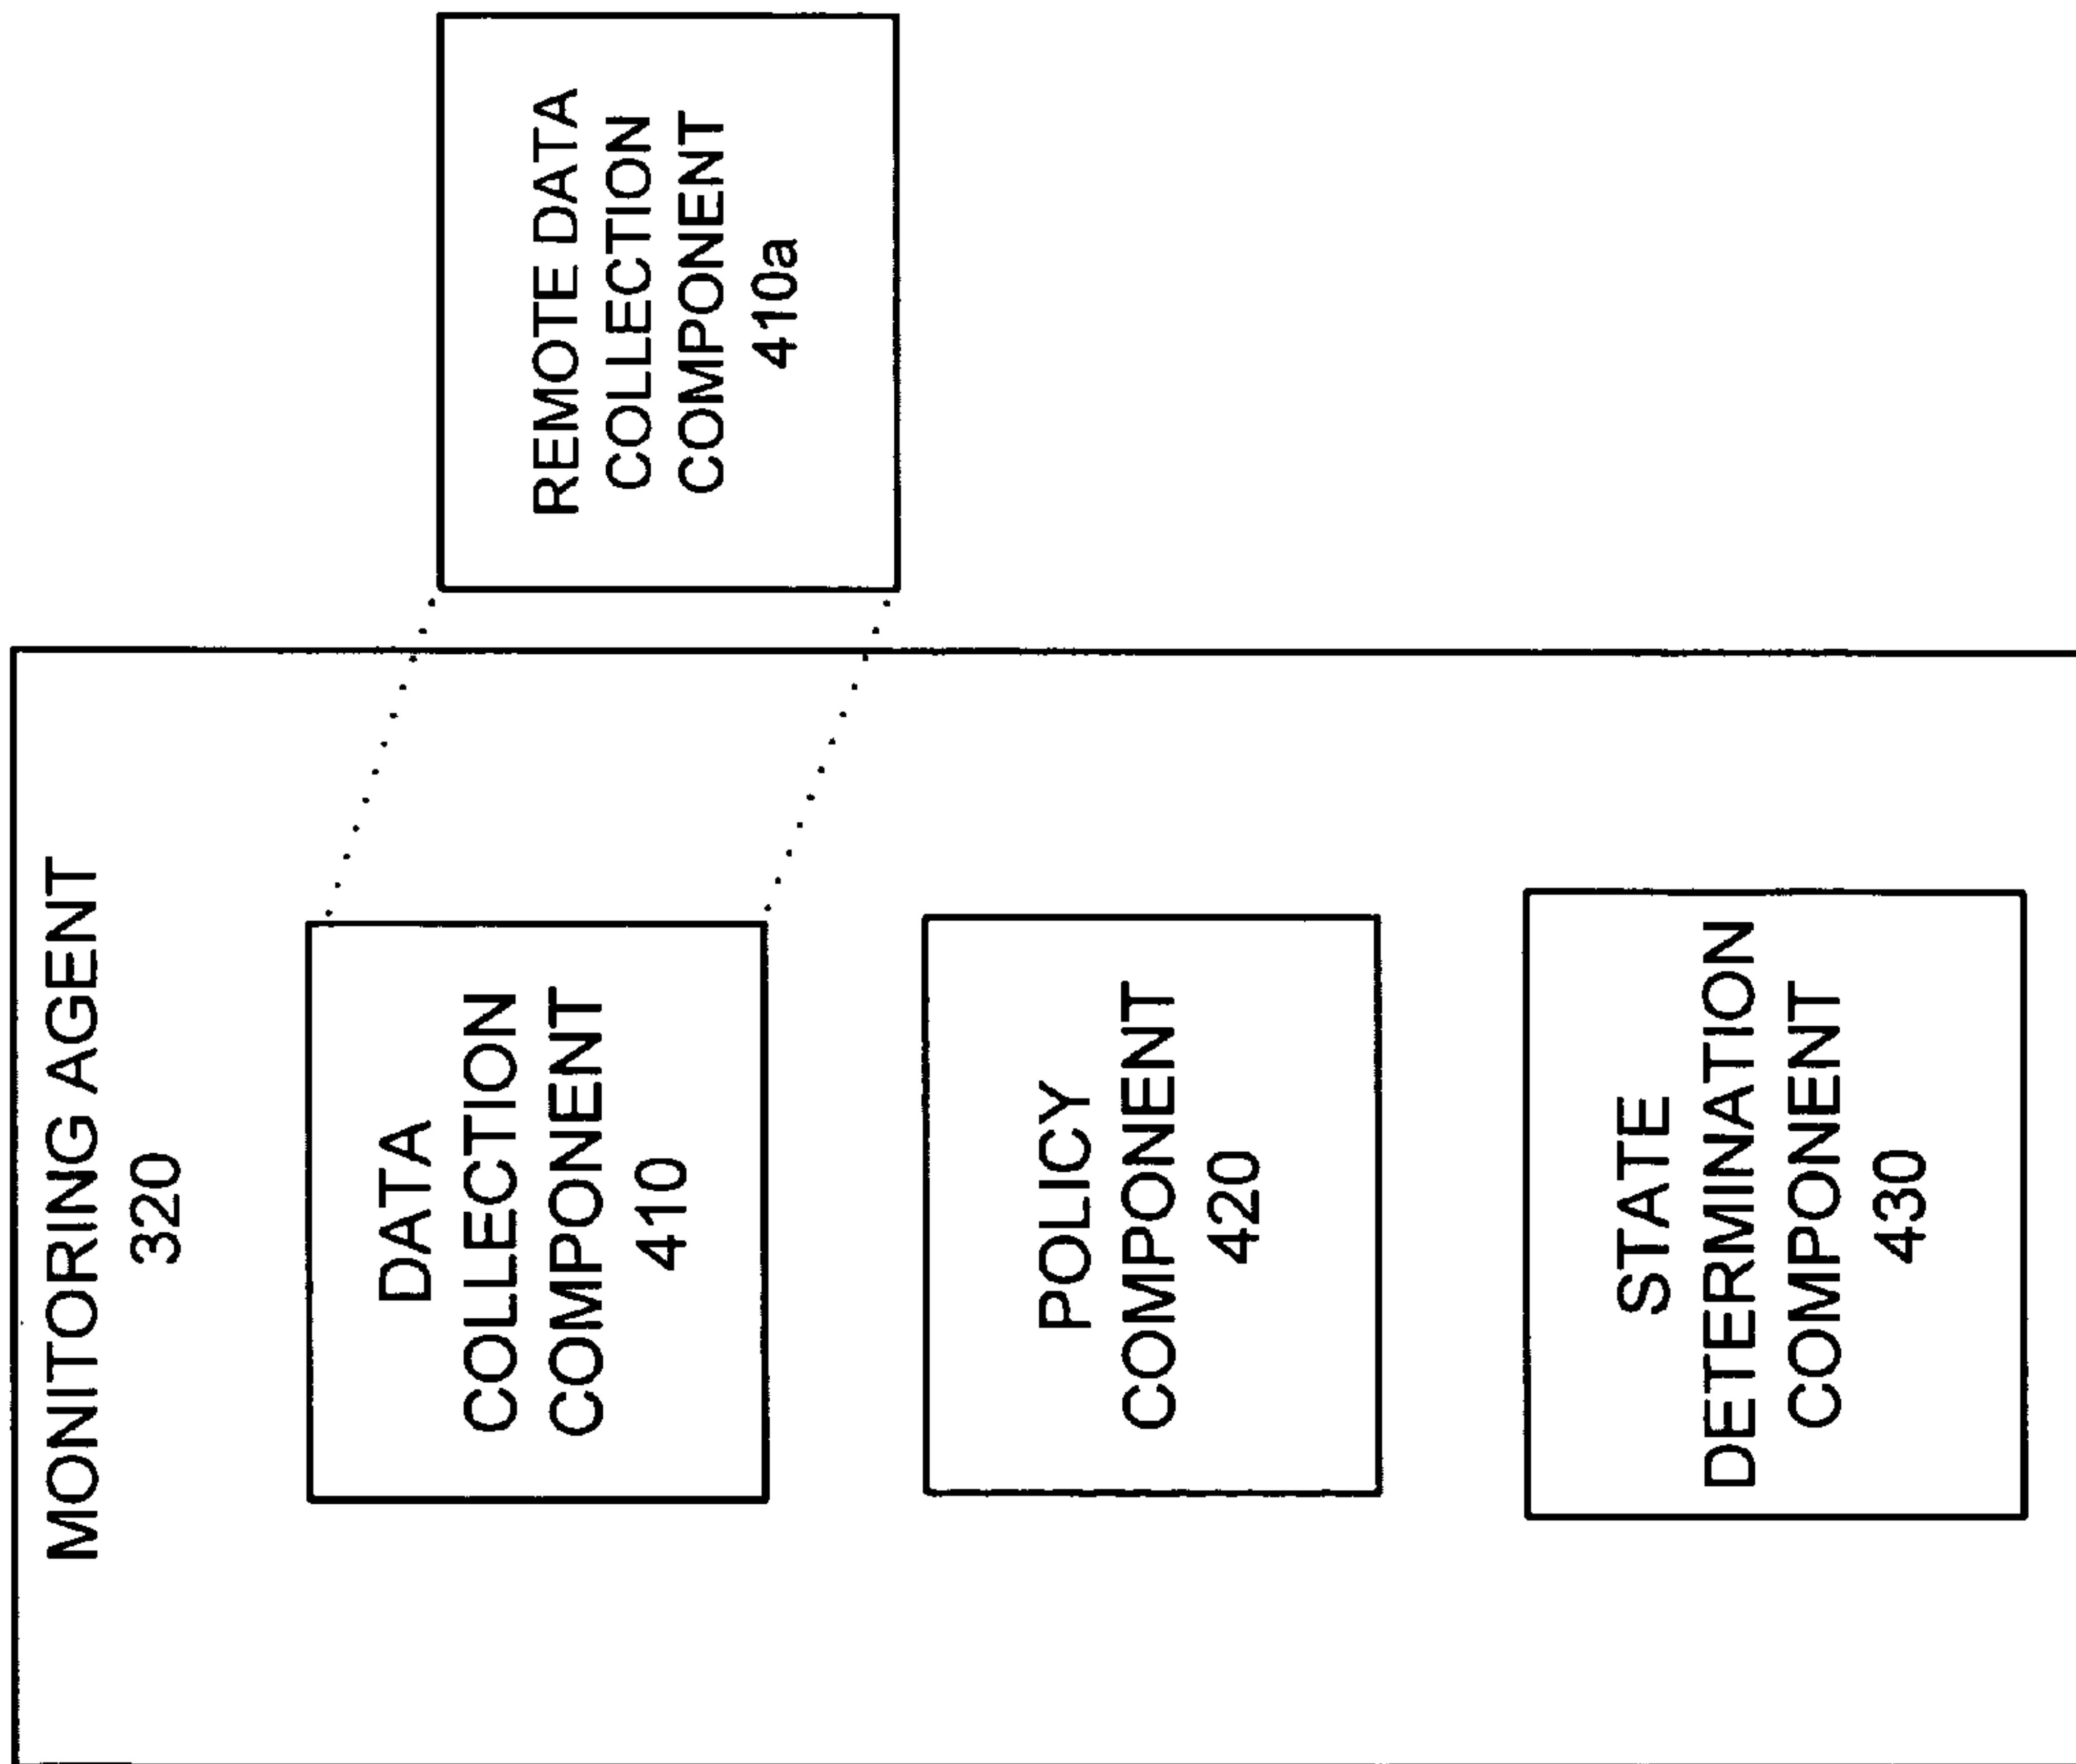 MONITORING AGENT
320
DATA
COLLECTION
COMPONENT
410
REMOTE DATA
COLLECTION
COMPONENT
410a
POLICY
COMPONENT
420
STATE
DETERMINATION
COMPONENT
430